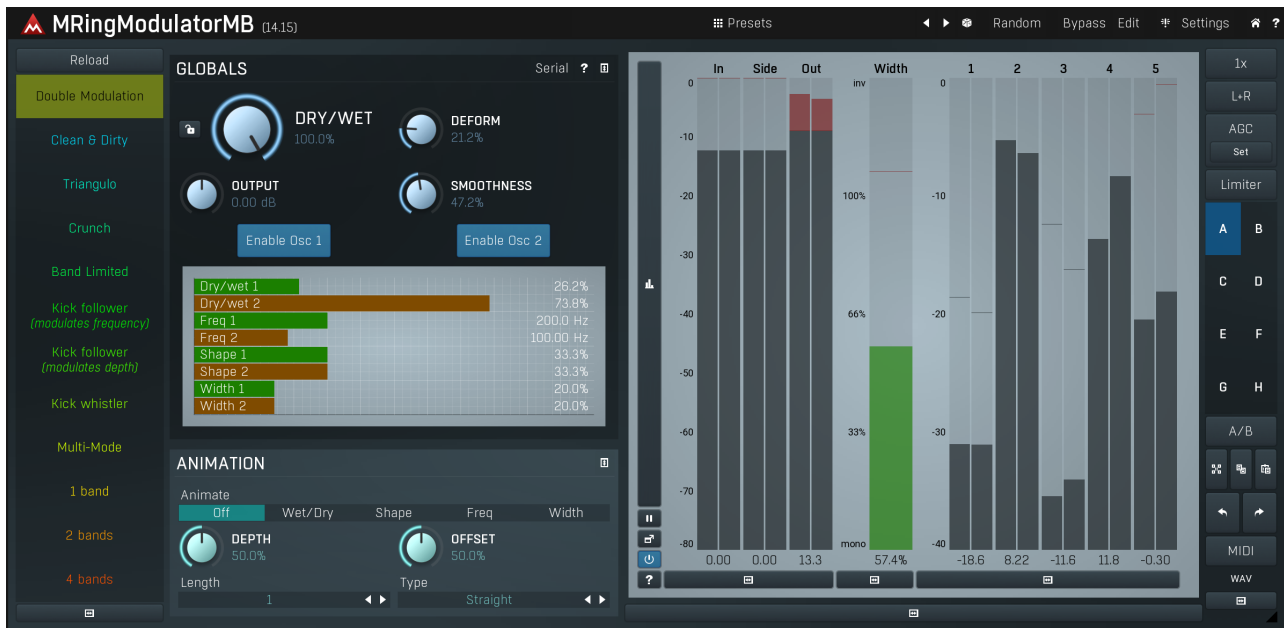 MRingModulatorMB (14.15)
Presets
Random
Bypass
Edit
Settings
?
Reload
Double Modulation
Clean & Dirty
Triangulo
Crunch
Band Limited
Kick follower
(modulates frequency)
Kick follower
(modulates depth)
Kick whistler
Multi-Mode
1 band
2 bands
4 bands
GLOBALS
Serial ?
DRY/WET
100.0%
DEFORM
21.2%
OUTPUT
0.00 dB
SMOOTHNESS
47.2%
Enable Osc 1
Enable Osc 2
Dry/wet 1 26.2%
Dry/wet 2 73.8%
Freq 1 200.0 Hz
Freq 2 100.00 Hz
Shape 1 33.3%
Shape 2 33.3%
Width 1 20.0%
Width 2 20.0%
ANIMATION
Animate
Off Wet/Dry Shape Freq Width
DEPTH
50.0%
OFFSET
50.0%
Length
1
Type
Straight
?
In Side Out
0
-10
-20
-30
-40
-50
-60
-70
-80
0.00 0.00 13.3
Width
inv
100%
66%
33%
mono
57.4%
1 2 3 4 5
0
-10
-20
-30
-40
-18.6 8.22 -11.6 11.8 -0.30
1x
L+R
AGC
Set
Limiter
A B
C D
E F
G H
A/B
MIDI
WAV